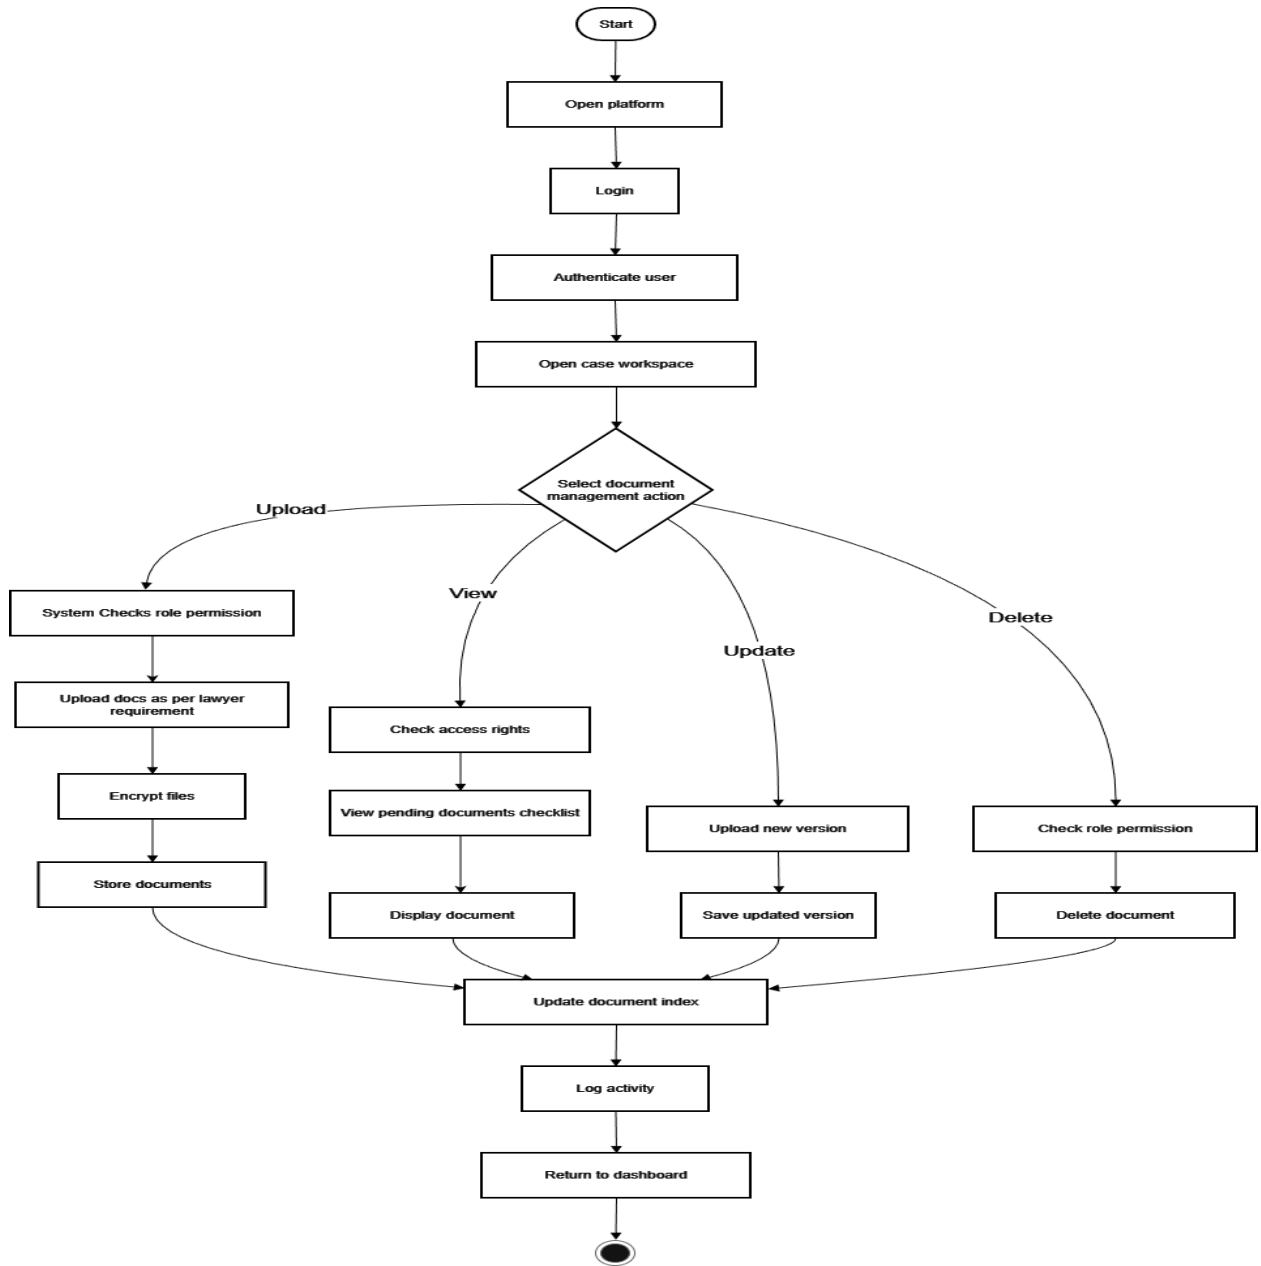 Start
Open platform
Login
Authenticate user
Open case workspace
Select document
management action
Upload
View
Update
Delete
System Checks role permission
Upload docs as per lawyer
requirement
Encrypt files
Store documents
Check access rights
View pending documents checklist
Display document
Upload new version
Save updated version
Check role permission
Delete document
Update document index
Log activity
Return to dashboard